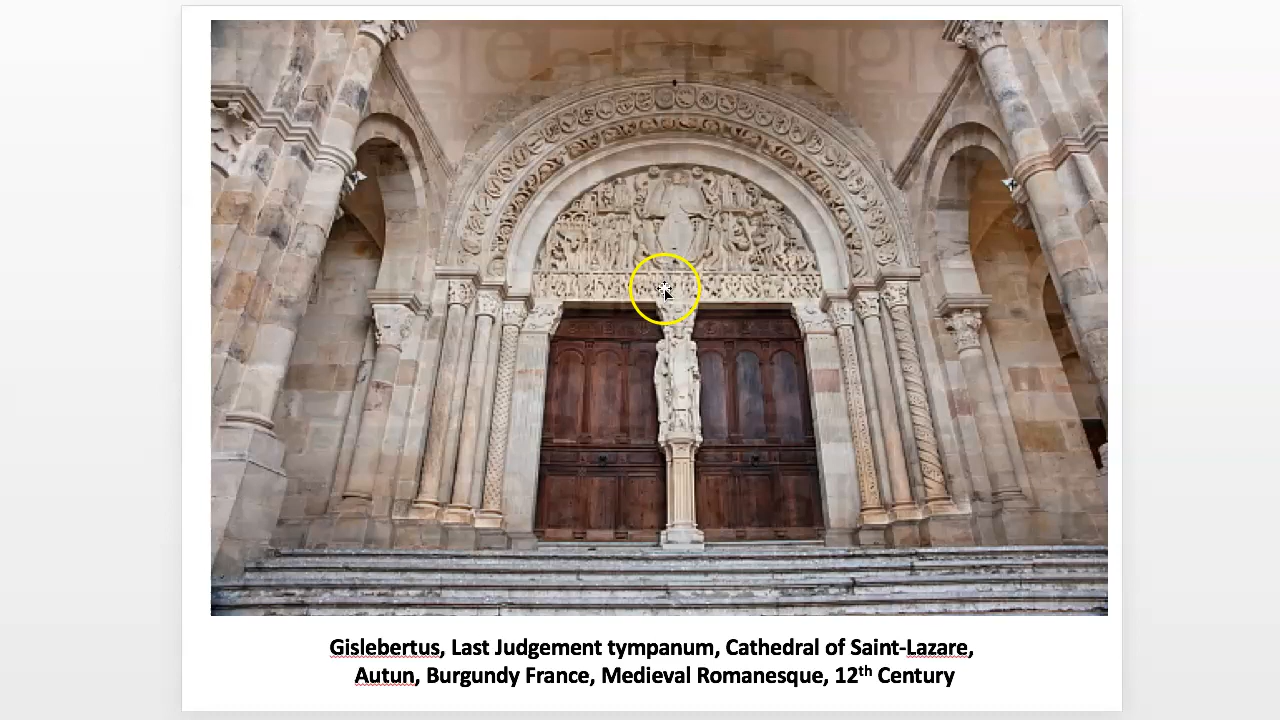 Gislebertus, Last Judgement tympanum, Cathedral of Saint-Lazare,
Autun, Burgundy France, Medieval Romanesque, 12th Century